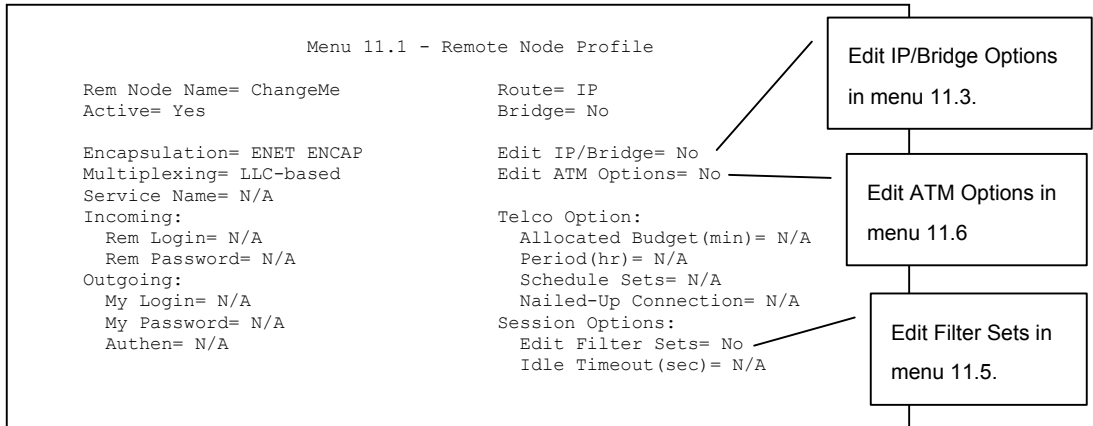 Menu 11.1 - Remote Node Profile
Rem Node Name= ChangeMe Route= IP
Active= Yes Bridge= No
Encapsulation= ENET ENCAP Edit IP/Bridge= No
Multiplexing= LLC-based Edit ATM Options= No
Service Name= N/A
Incoming: Telco Option:
Rem Login= N/A Allocated Budget(min)= N/A
Rem Password= N/A Period(hr)= N/A
Outgoing: Schedule Sets= N/A
My Login= N/A Nailed-Up Connection= N/A
My Password= N/A Session Options:
Authen= N/A Edit Filter Sets= No
Idle Timeout(sec)= N/A
Edit IP/Bridge Options
in menu 11.3.
Edit ATM Options in
menu 11.6
Edit Filter Sets in
menu 11.5.